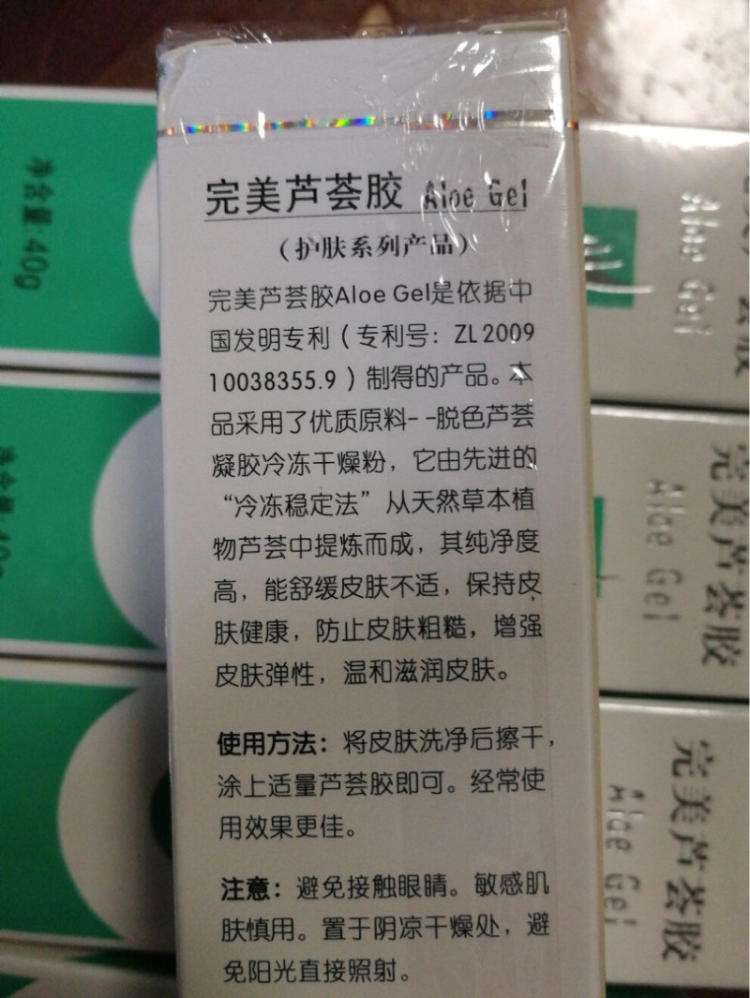 完美芦荟胶 Aloe Gel
（护肤系列产品）
完美芦荟胶Aloe Gel是依据中
国发明专利（专利号：ZL2009
10038355.9）制得的产品。本
品采用了优质原料--脱色芦荟
凝胶冷冻干燥粉，它由先进的
“冷冻稳定法”从天然草本植
物芦荟中提炼而成，其纯净度
高，能舒缓皮肤不适，保持皮
肤健康，防止皮肤粗糙，增强
皮肤弹性，温和滋润皮肤。
使用方法：将皮肤洗净后擦干，
涂上适量芦荟胶即可。经常使
用效果更佳。
注意：避免接触眼睛。敏感肌
肤慎用。置于阴凉干燥处，避
免阳光直接照射。
净含量:40g
净含量:40g
Aloe Gel
完美芦荟胶
Aloe Gel
完美芦荟胶
Aloe Gel